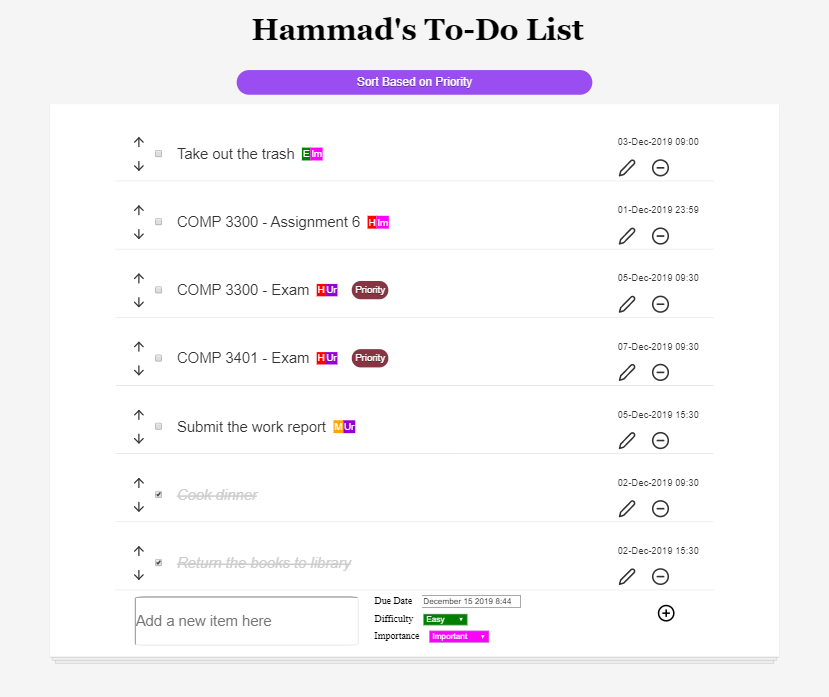 Hammad's To-Do List
Sort Based on Priority
03-Dec-2019 09:00
Take out the trash E Im
01-Dec-2019 23:59
COMP 3300 - Assignment 6 H Im
05-Dec-2019 09:30
COMP 3300 - Exam H Ur Priority
07-Dec-2019 09:30
COMP 3401 - Exam H Ur Priority
05-Dec-2019 15:30
Submit the work report M Ur
02-Dec-2019 09:30
Cook dinner
02-Dec-2019 15:30
Return the books to library
Add a new item here
Due Date December 15 2019 8:44
Difficulty Easy
Importance Important